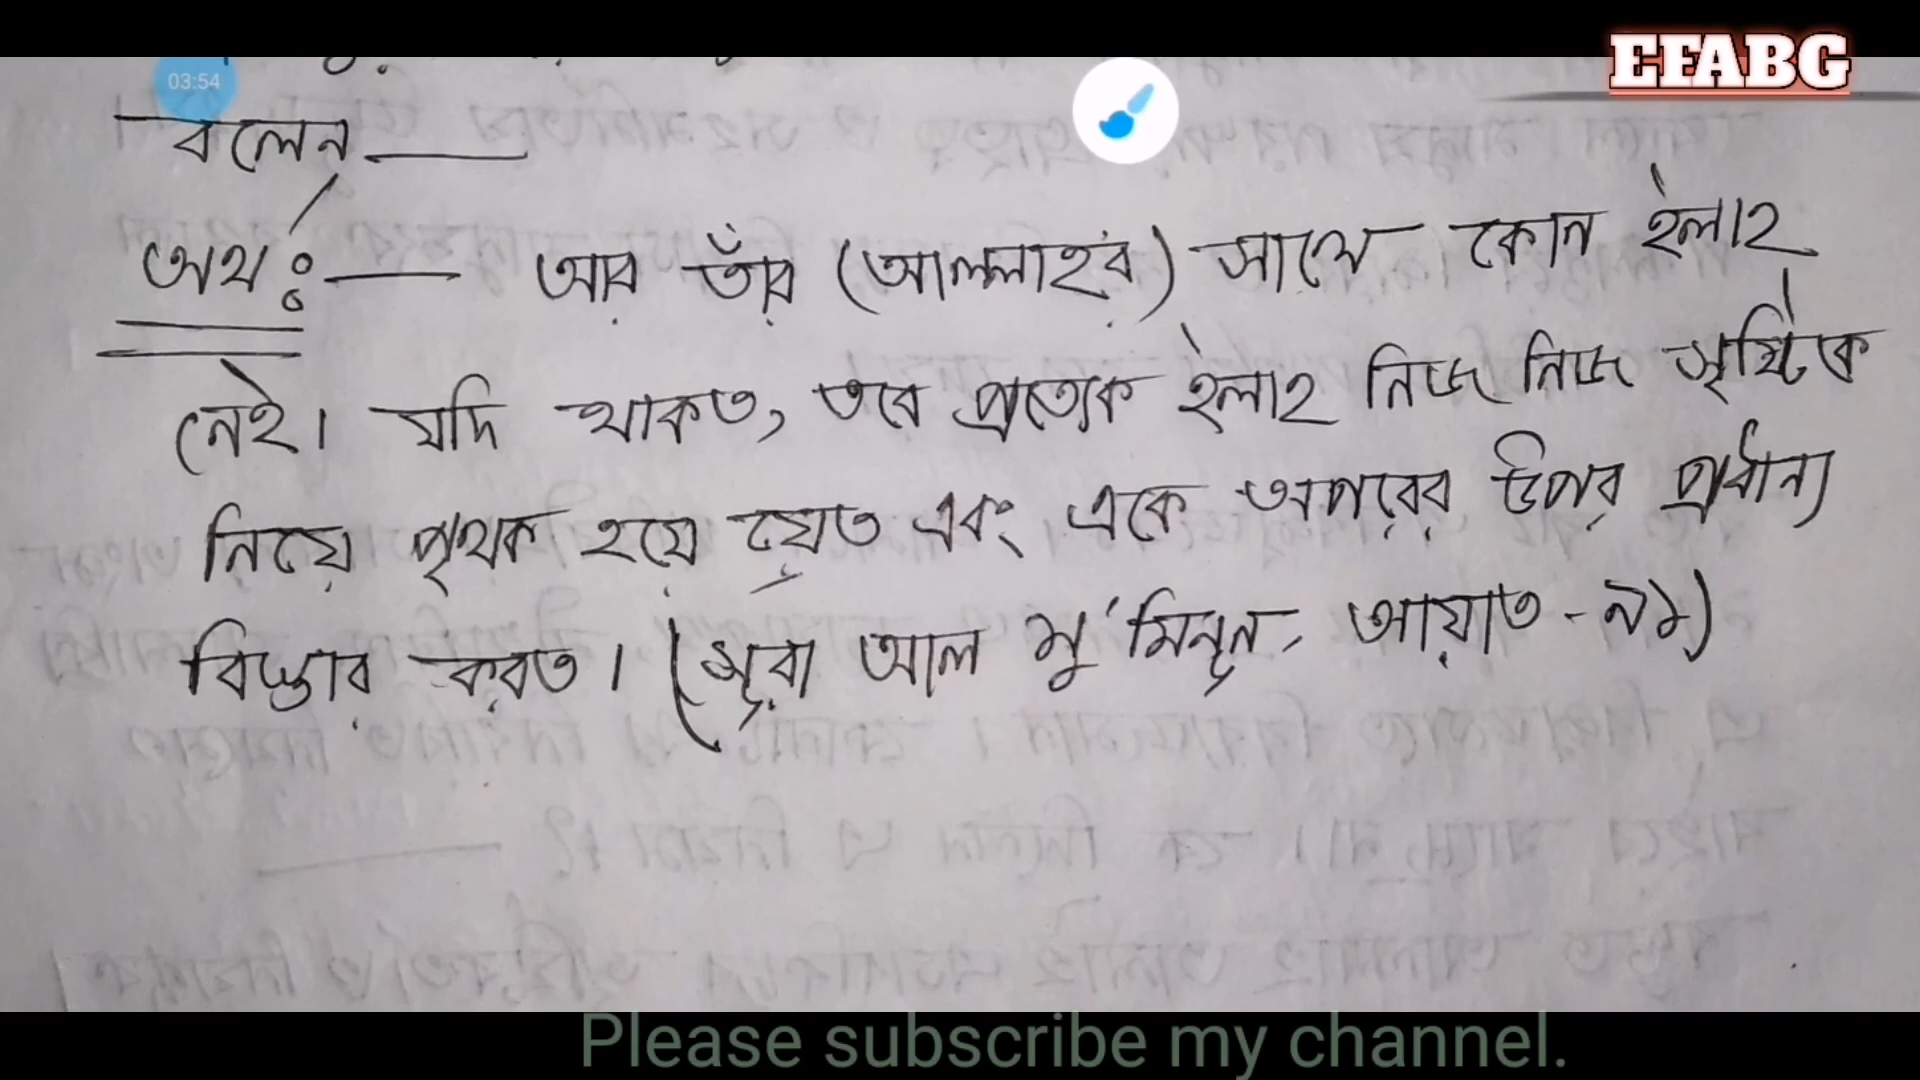 EFABG
03:54
বলেন —
অর্থঃ — আর তাঁর (আল্লাহর) সাথে কোন ইলাহ
নেই। যদি থাকত, তবে প্রত্যেক ইলাহ নিজ নিজ সৃষ্টিকে
নিয়ে পৃথক হয়ে যেত এবং একে অপরের উপর প্রাধান্য
বিস্তার করত। (সূরা আল মু'মিনূন, আয়াত - ৯১)
Please subscribe my channel.